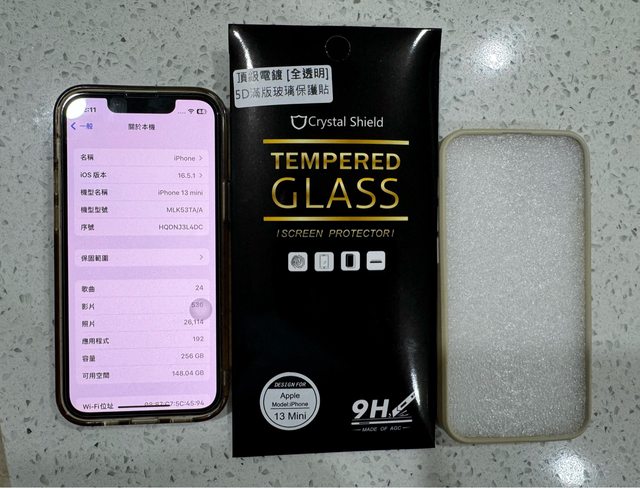 :11
一般
關於本機
名稱 iPhone
iOS 版本 16.5.1
機型名稱 iPhone 13 mini
機型型號 MLK53TA/A
序號 HQDNJ3L4DC
保固範圍
歌曲 24
影片 536
照片 26,114
應用程式 192
容量 256 GB
可用空間 148.04 GB
Wi-Fi位址
頂級電鍍 [全透明]
5D滿版玻璃保護貼
Crystal Shield
TEMPERED
GLASS
SCREEN PROTECTOR
DESIGN FOR
Apple
Model:iPhone
13 Mini
9H
MADE OF AGC